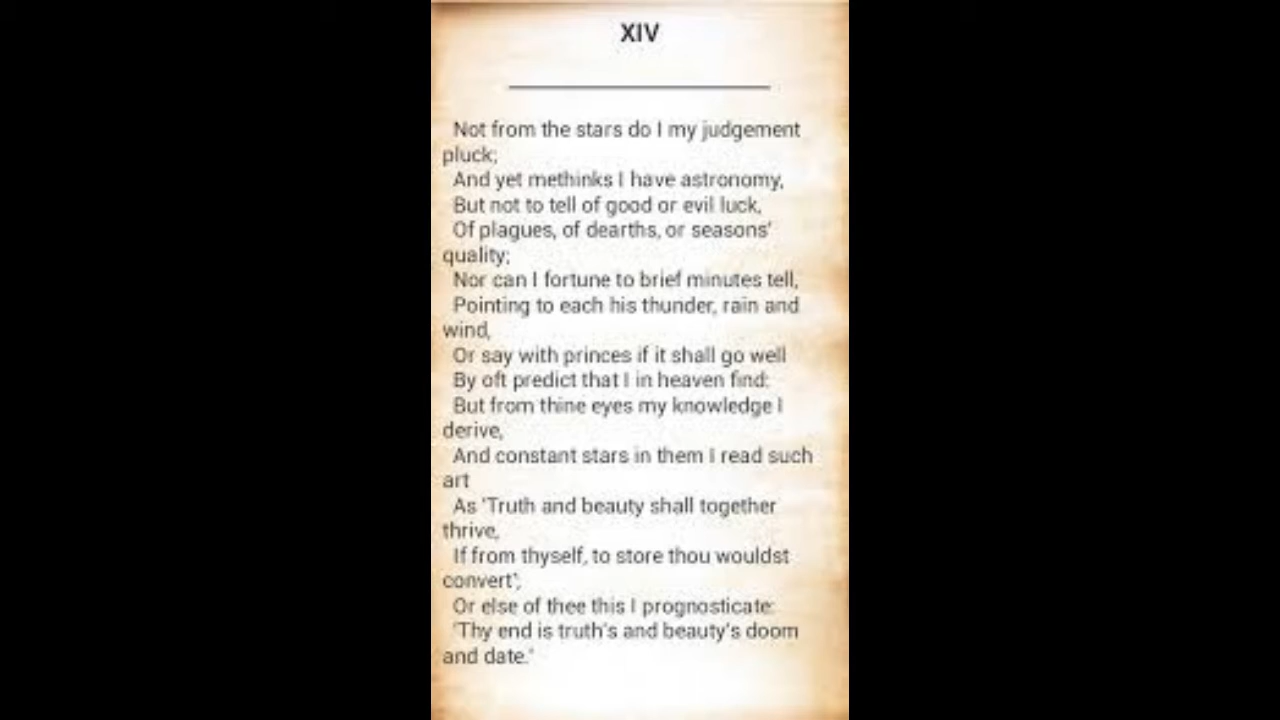 XIV
Not from the stars do I my judgement
pluck;
And yet methinks I have astronomy,
But not to tell of good or evil luck,
Of plagues, of dearths, or seasons'
quality;
Nor can I fortune to brief minutes tell,
Pointing to each his thunder, rain and
wind,
Or say with princes if it shall go well
By oft predict that I in heaven find:
But from thine eyes my knowledge I
derive,
And constant stars in them I read such
art
As 'Truth and beauty shall together
thrive,
If from thyself, to store thou wouldst
convert';
Or else of thee this I prognosticate:
'Thy end is truth's and beauty's doom
and date.'